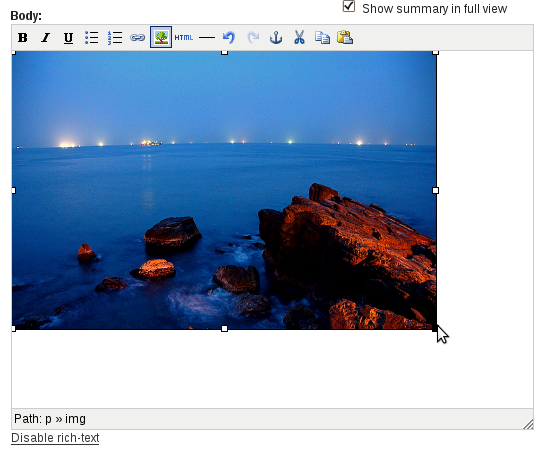 Show summary in full view
Body:
B I U HTML
Path: p » img
Disable rich-text